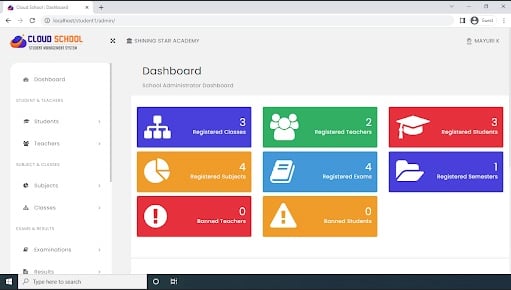 Cloud School | Dashboard
localhost/student1/admin/
Guest
CLOUD SCHOOL
STUDENT MANAGEMENT SYSTEM
SHINING STAR ACADEMY
MAYURI K
Dashboard
School Administrator Dashboard
Dashboard
STUDENT & TEACHERS
Students
Teachers
SUBJECT & CLASSES
Subjects
Classes
EXAMS & RESULTS
Examinations
Results
3
Registered Classes
2
Registered Teachers
3
Registered Students
4
Registered Subjects
4
Registered Exams
1
Registered Semesters
0
Banned Teachers
0
Banned Students
Type here to search